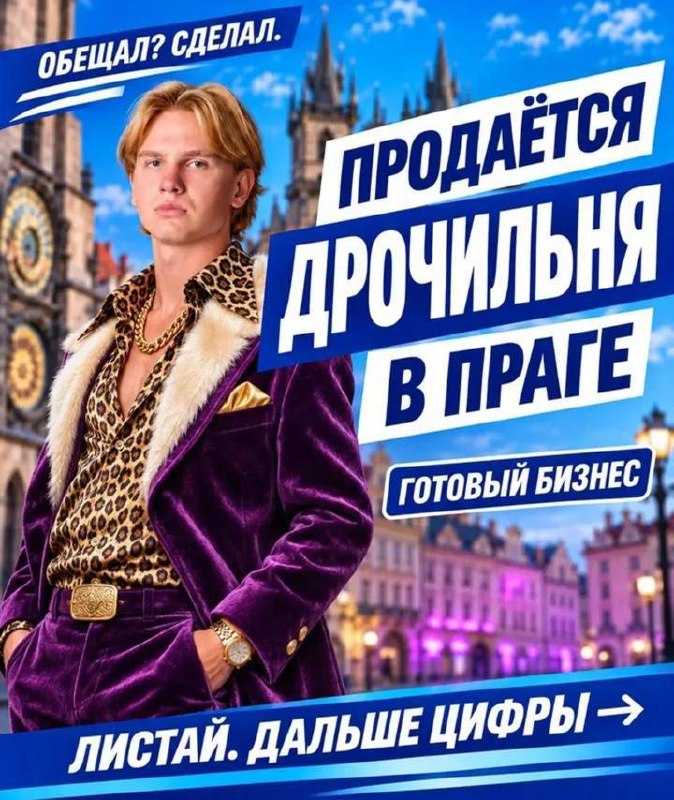 ОБЕЩАЛ? СДЕЛАЛ.
ПРОДАЁТСЯ
ДРОЧИЛЬНЯ
В ПРАГЕ
ГОТОВЫЙ БИЗНЕС
ЛИСТАЙ. ДАЛЬШЕ ЦИФРЫ →